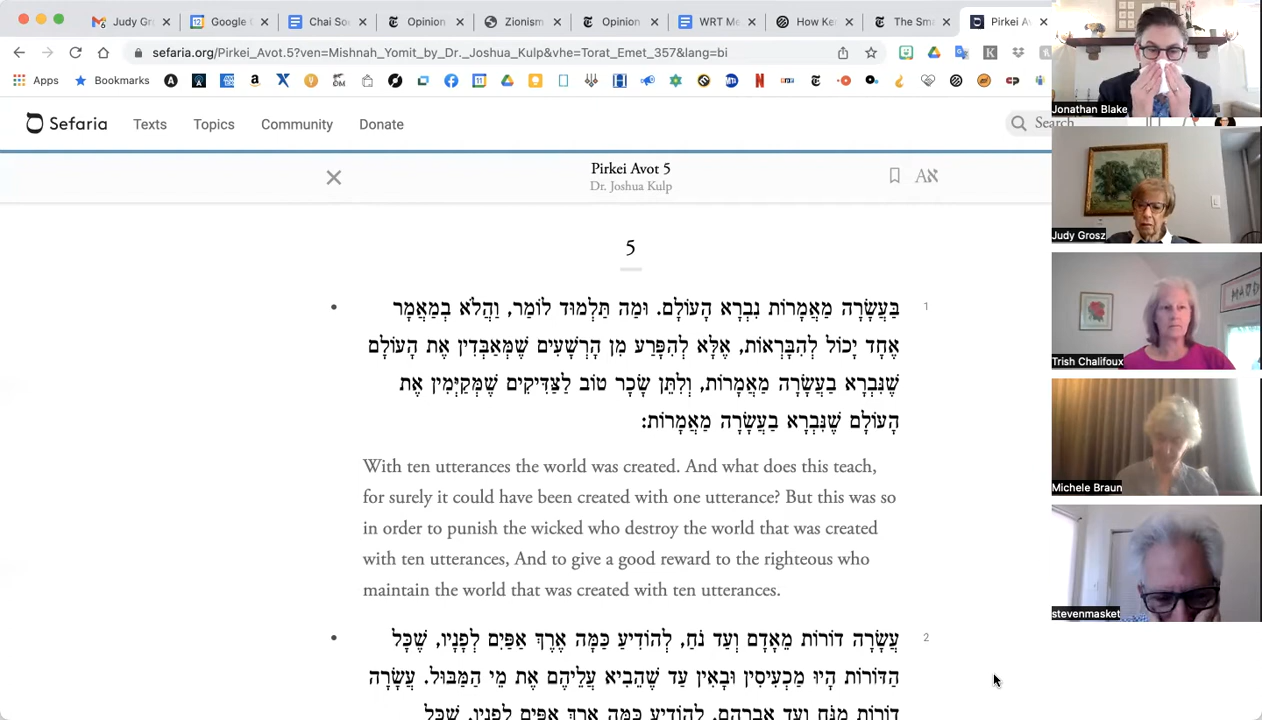 Judy Gr
Google
Chai So
Opinion
Zionism
Opinion
WRT Me
How Ke
The Sma
Pirkei Av
sefaria.org/Pirkei_Avot.5?ven=Mishnah_Yomit_by_Dr._Joshua_Kulp&vhe=Torat_Emet_357&lang=bi
Apps
Bookmarks
Sefaria
Texts
Topics
Community
Donate
Search
Pirkei Avot 5
Dr. Joshua Kulp
5
1
בַּעֲשָׂרָה מַאֲמָרוֹת נִבְרָא הָעוֹלָם. וּמַה תַּלְמוּד לוֹמַר, וַהֲלֹא בְמַאֲמָר
אֶחָד יָכוֹל לְהִבָּרְאוֹת, אֶלָּא לְהִפָּרַע מִן הָרְשָׁעִים שֶׁמְּאַבְּדִין אֶת הָעוֹלָם
שֶׁנִּבְרָא בַעֲשָׂרָה מַאֲמָרוֹת, וְלִתֵּן שָׂכָר טוֹב לַצַּדִּיקִים שֶׁמְּקַיְּמִין אֶת
הָעוֹלָם שֶׁנִּבְרָא בַעֲשָׂרָה מַאֲמָרוֹת:
With ten utterances the world was created. And what does this teach,
for surely it could have been created with one utterance? But this was so
in order to punish the wicked who destroy the world that was created
with ten utterances, And to give a good reward to the righteous who
maintain the world that was created with ten utterances.
2
עֲשָׂרָה דוֹרוֹת מֵאָדָם וְעַד נֹחַ, לְהוֹדִיעַ כַּמָּה אֶרֶךְ אַפַּיִם לְפָנָיו, שֶׁכָּל
הַדּוֹרוֹת הָיוּ מַכְעִיסִין וּבָאִין עַד שֶׁהֵבִיא עֲלֵיהֶם אֶת מֵי הַמַּבּוּל. עֲשָׂרָה
דוֹרוֹת מִנֹּחַ וְעַד אַבְרָהָם, לְהוֹדִיעַ כַּמָּה אֶרֶךְ אַפַּיִם לְפָנָיו, שֶׁכָּל
Jonathan Blake
Judy Grosz
Trish Chalifoux
Michele Braun
stevenmasket